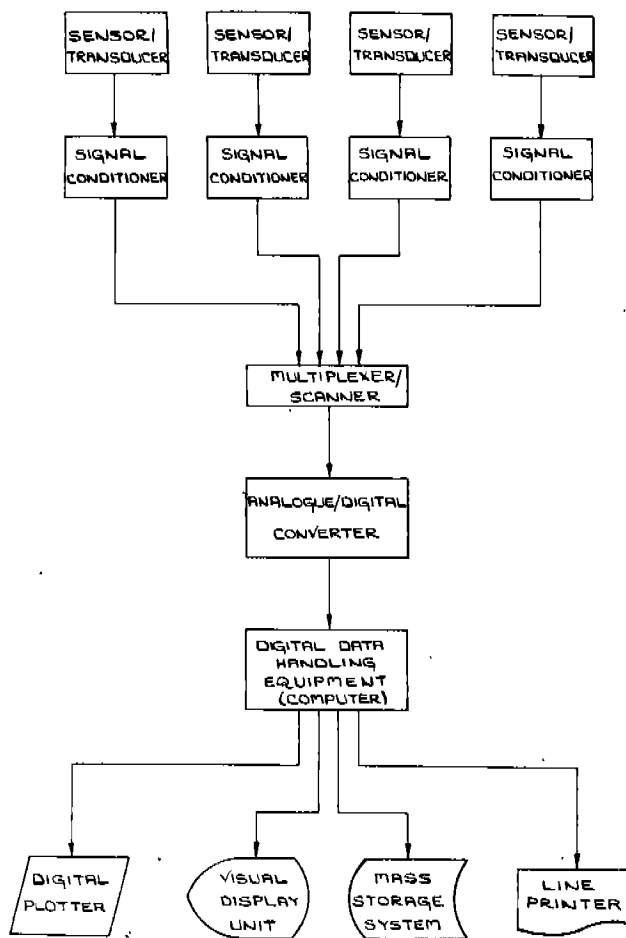 SENSOR/
TRANSDUCER
SENSOR/
TRANSDUCER
SENSOR/
TRANSDUCER
SENSOR/
TRANSDUCER
SIGNAL
CONDITIONER
SIGNAL
CONDITIONER
SIGNAL
CONDITIONER
SIGNAL
CONDITIONER
MULTIPLEXER/
SCANNER
ANALOGUE/DIGITAL
CONVERTER
DIGITAL DATA
HANDLING
EQUIPMENT
(COMPUTER)
DIGITAL
PLOTTER
VISUAL
DISPLAY
UNIT
MASS
STORAGE
SYSTEM
LINE
PRINTER